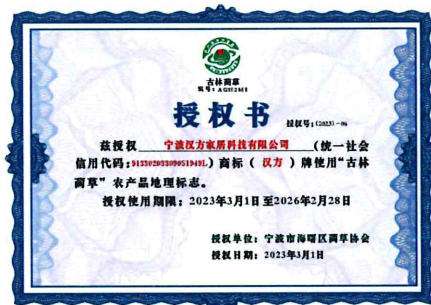 古林蔺草
编号：AGI02M1
授权书
授权号：（2023）-06
兹授权 宁波汉方家居科技有限公司 （统一社会
信用代码：91330203309051949L）商标（ 汉方 ）牌使用“古林
蔺草”农产品地理标志。
授权使用期限：2023年3月1日至2026年2月28日
授权单位：宁波市海曙区蔺草协会
授权日期：2023年3月1日